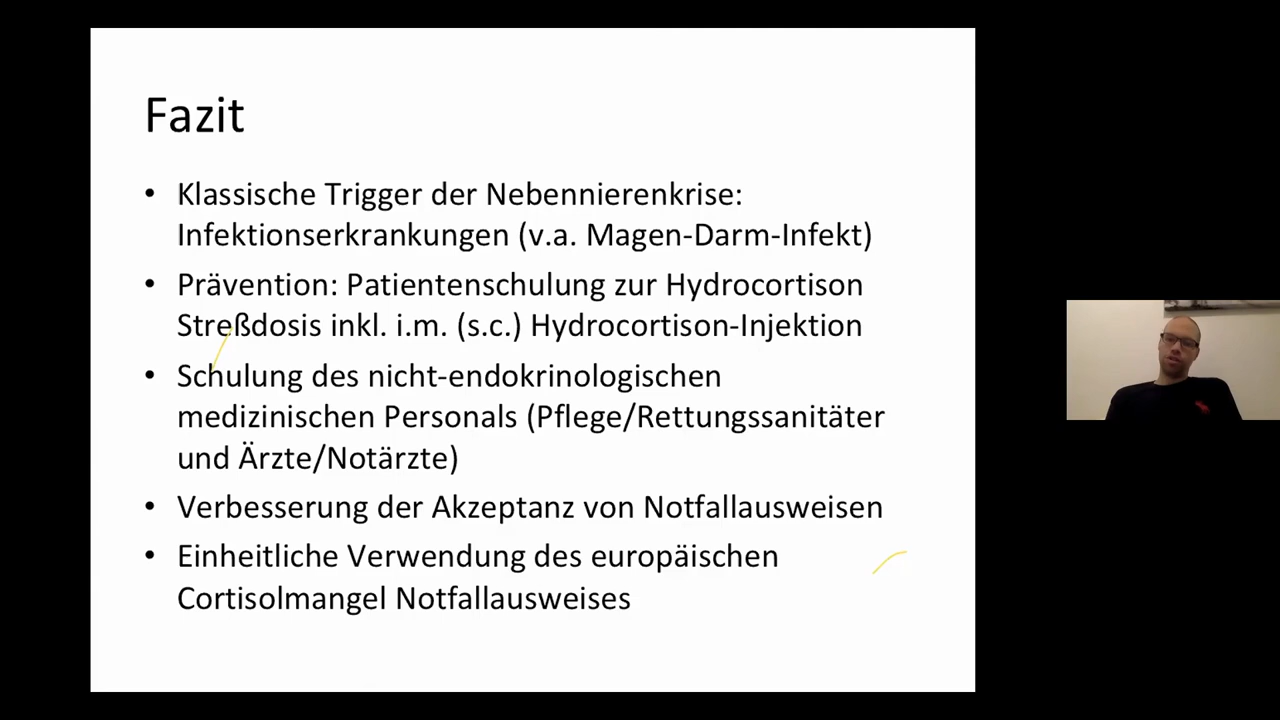 Fazit
• Klassische Trigger der Nebennierenkrise:
Infektionserkrankungen (v.a. Magen-Darm-Infekt)
• Prävention: Patientenschulung zur Hydrocortison
Streßdosis inkl. i.m. (s.c.) Hydrocortison-Injektion
• Schulung des nicht-endokrinologischen
medizinischen Personals (Pflege/Rettungssanitäter
und Ärzte/Notärzte)
• Verbesserung der Akzeptanz von Notfallausweisen
• Einheitliche Verwendung des europäischen
Cortisolmangel Notfallausweises